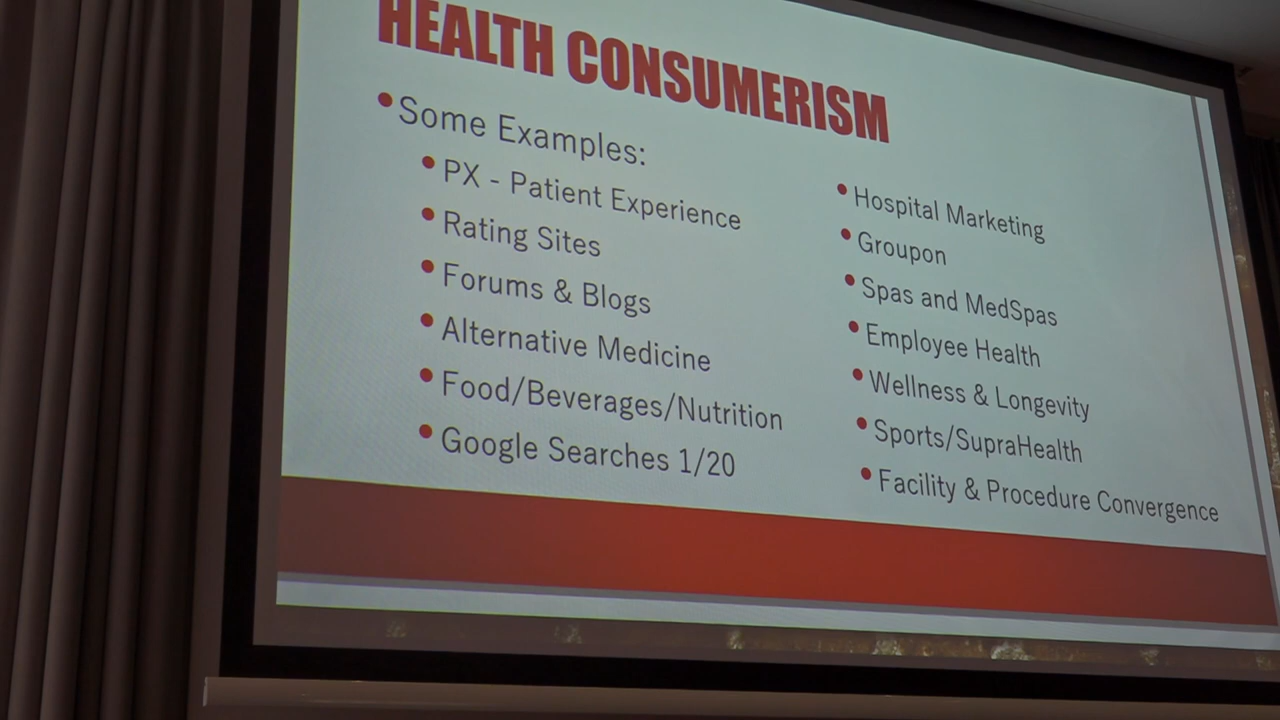 HEALTH CONSUMERISM
• Some Examples:
• PX - Patient Experience
• Rating Sites
• Forums & Blogs
• Alternative Medicine
• Food/Beverages/Nutrition
• Google Searches 1/20
• Hospital Marketing
• Groupon
• Spas and MedSpas
• Employee Health
• Wellness & Longevity
• Sports/SupraHealth
• Facility & Procedure Convergence